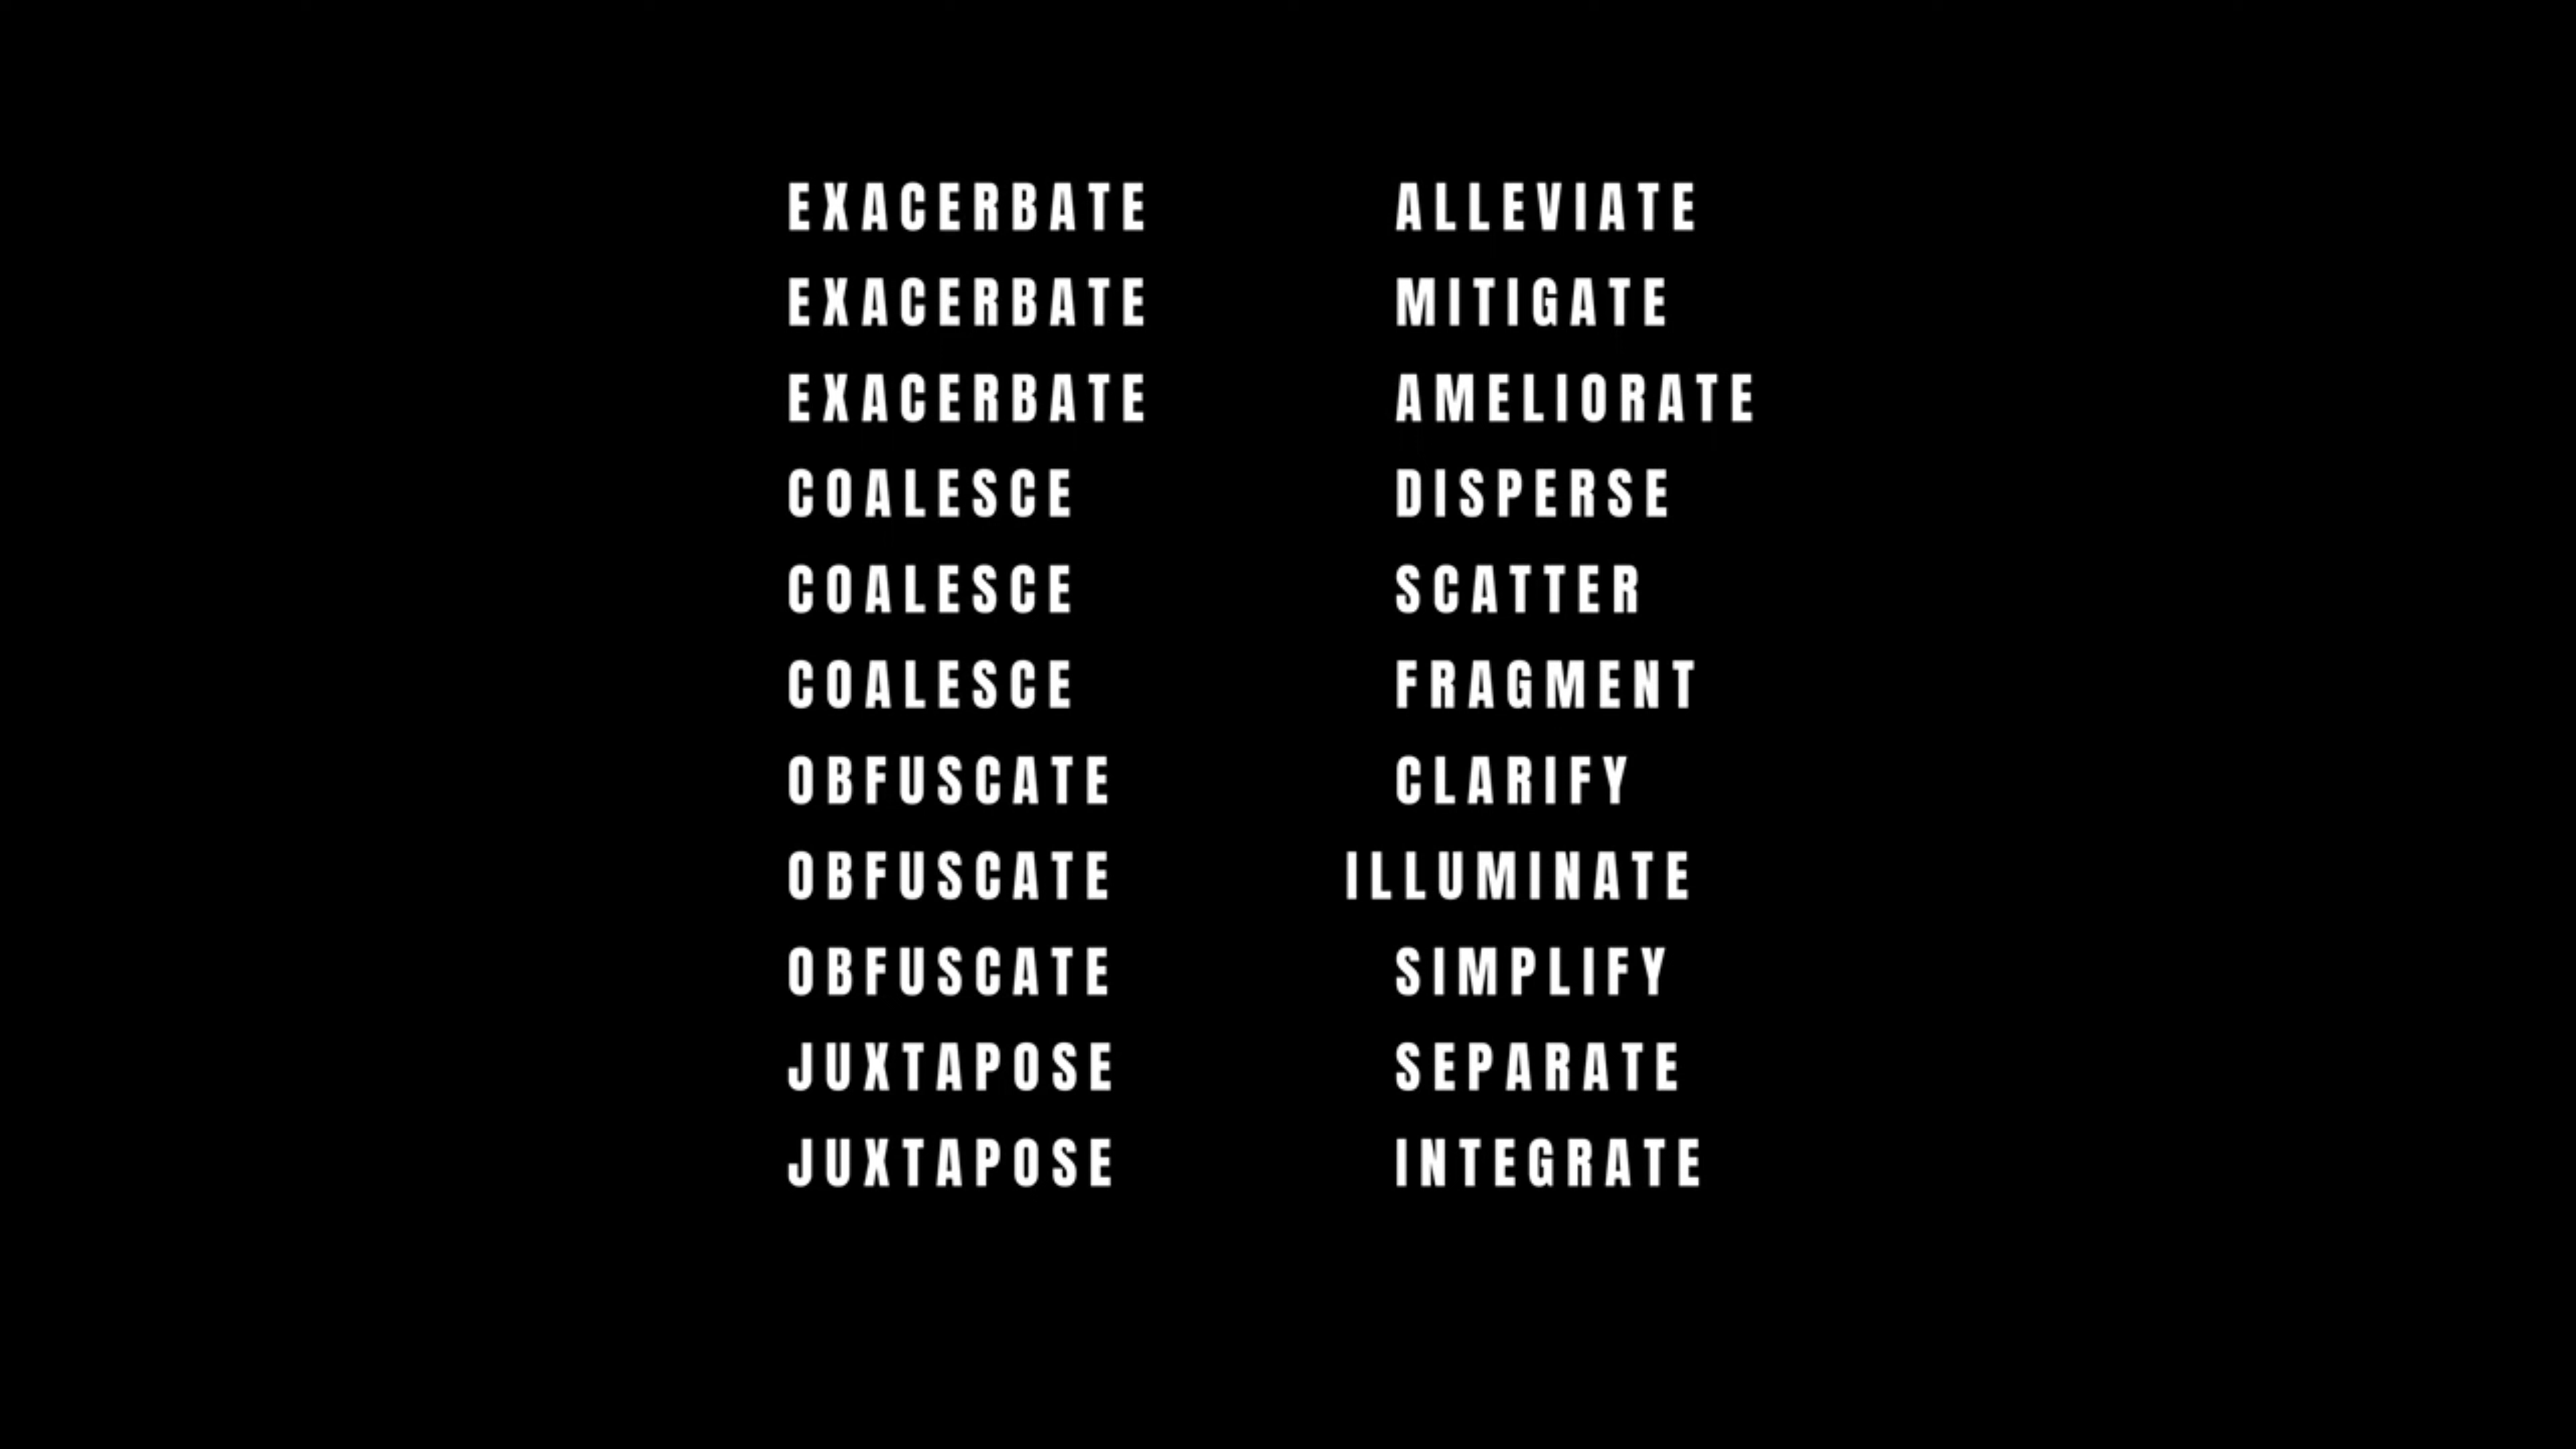 EXACERBATE ALLEVIATE
EXACERBATE MITIGATE
EXACERBATE AMELIORATE
COALESCE DISPERSE
COALESCE SCATTER
COALESCE FRAGMENT
OBFUSCATE CLARIFY
OBFUSCATE ILLUMINATE
OBFUSCATE SIMPLIFY
JUXTAPOSE SEPARATE
JUXTAPOSE INTEGRATE